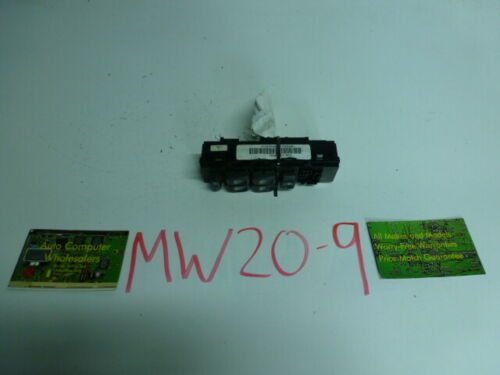 Auto Computer
Wholesalers
MW20-9
All Makes and Models
Worry-Free Warranties
Price Match Guarantee